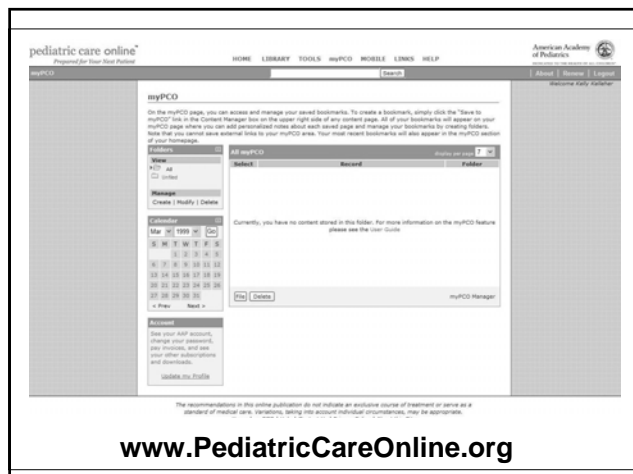 pediatric care online™
Prepared for Your Next Patient
HOME LIBRARY TOOLS myPCO MOBILE LINKS HELP
American Academy
of Pediatrics
myPCO
Search
About | Renew | Logout
Welcome Kelly Kelleher
myPCO
On the myPCO page, you can access and manage your saved bookmarks. To create a bookmark, simply click the "Save to
myPCO" link in the Content Manager box on the upper right side of any content page. All of your bookmarks will appear on your
myPCO page where you can add personalized notes about each saved page and manage your bookmarks by creating folders.
Note that you cannot save external links to your myPCO area. Your most recent bookmarks will also appear in the myPCO section
of your homepage.
Folders
View
All
Unfiled
Manage
Create | Modify | Delete
All myPCO
display per page 7
Select Record Folder
Currently, you have no content stored in this folder. For more information on the myPCO feature
please see the User Guide
File Delete
myPCO Manager
Calendar
Mar 1999 Go
S M T W T F S
1 2 3 4 5
6 7 8 9 10 11 12
13 14 15 16 17 18 19
20 21 22 23 24 25 26
27 28 29 30 31
< Prev Next >
Account
See your AAP account,
change your password,
pay invoices, and see
your other subscriptions
and downloads.
Update my Profile
The recommendations in this online publication do not indicate an exclusive course of treatment or serve as a
standard of medical care. Variations, taking into account individual circumstances, may be appropriate.
www.PediatricCareOnline.org